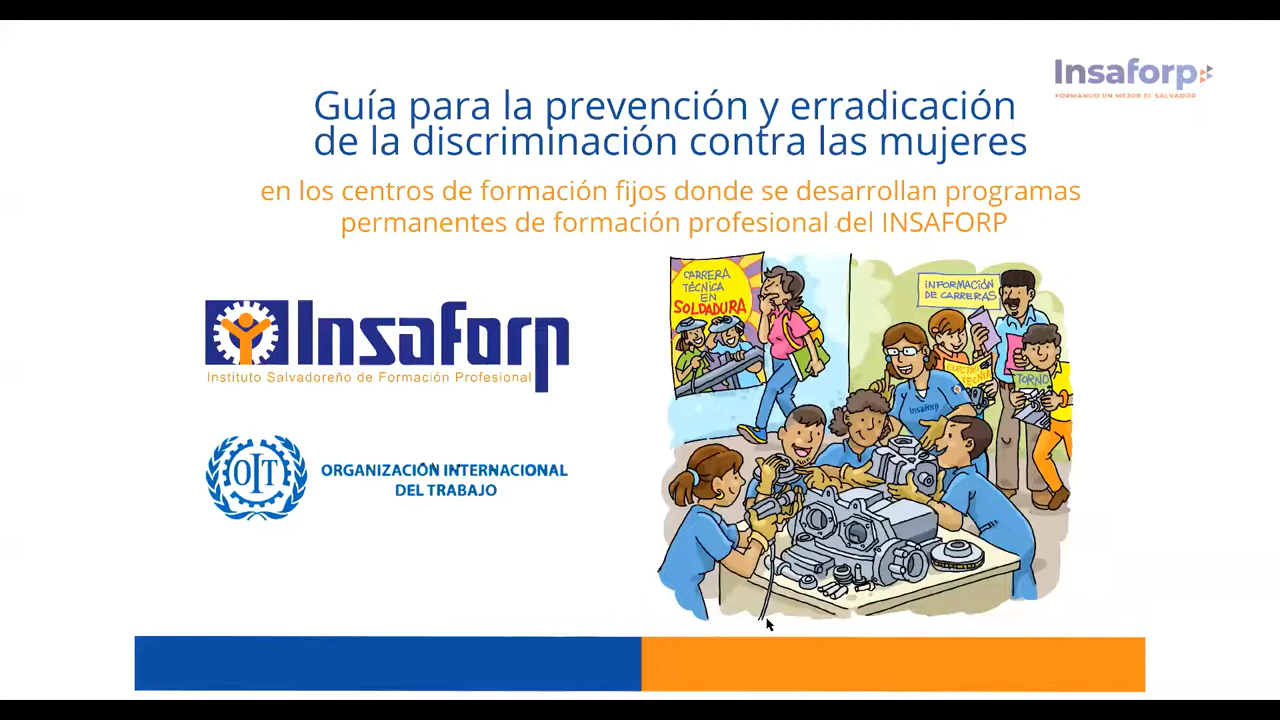 Insaforp
FORMANDO UN MEJOR EL SALVADOR
Guía para la prevención y erradicación
de la discriminación contra las mujeres
en los centros de formación fijos donde se desarrollan programas
permanentes de formación profesional del INSAFORP
Insaforp
Instituto Salvadoreño de Formación Profesional
OIT
ORGANIZACIÓN INTERNACIONAL
DEL TRABAJO
CARRERA
TÉCNICA
EN
SOLDADURA
INFORMACIÓN
DE CARRERAS
TORNO
Insaforp